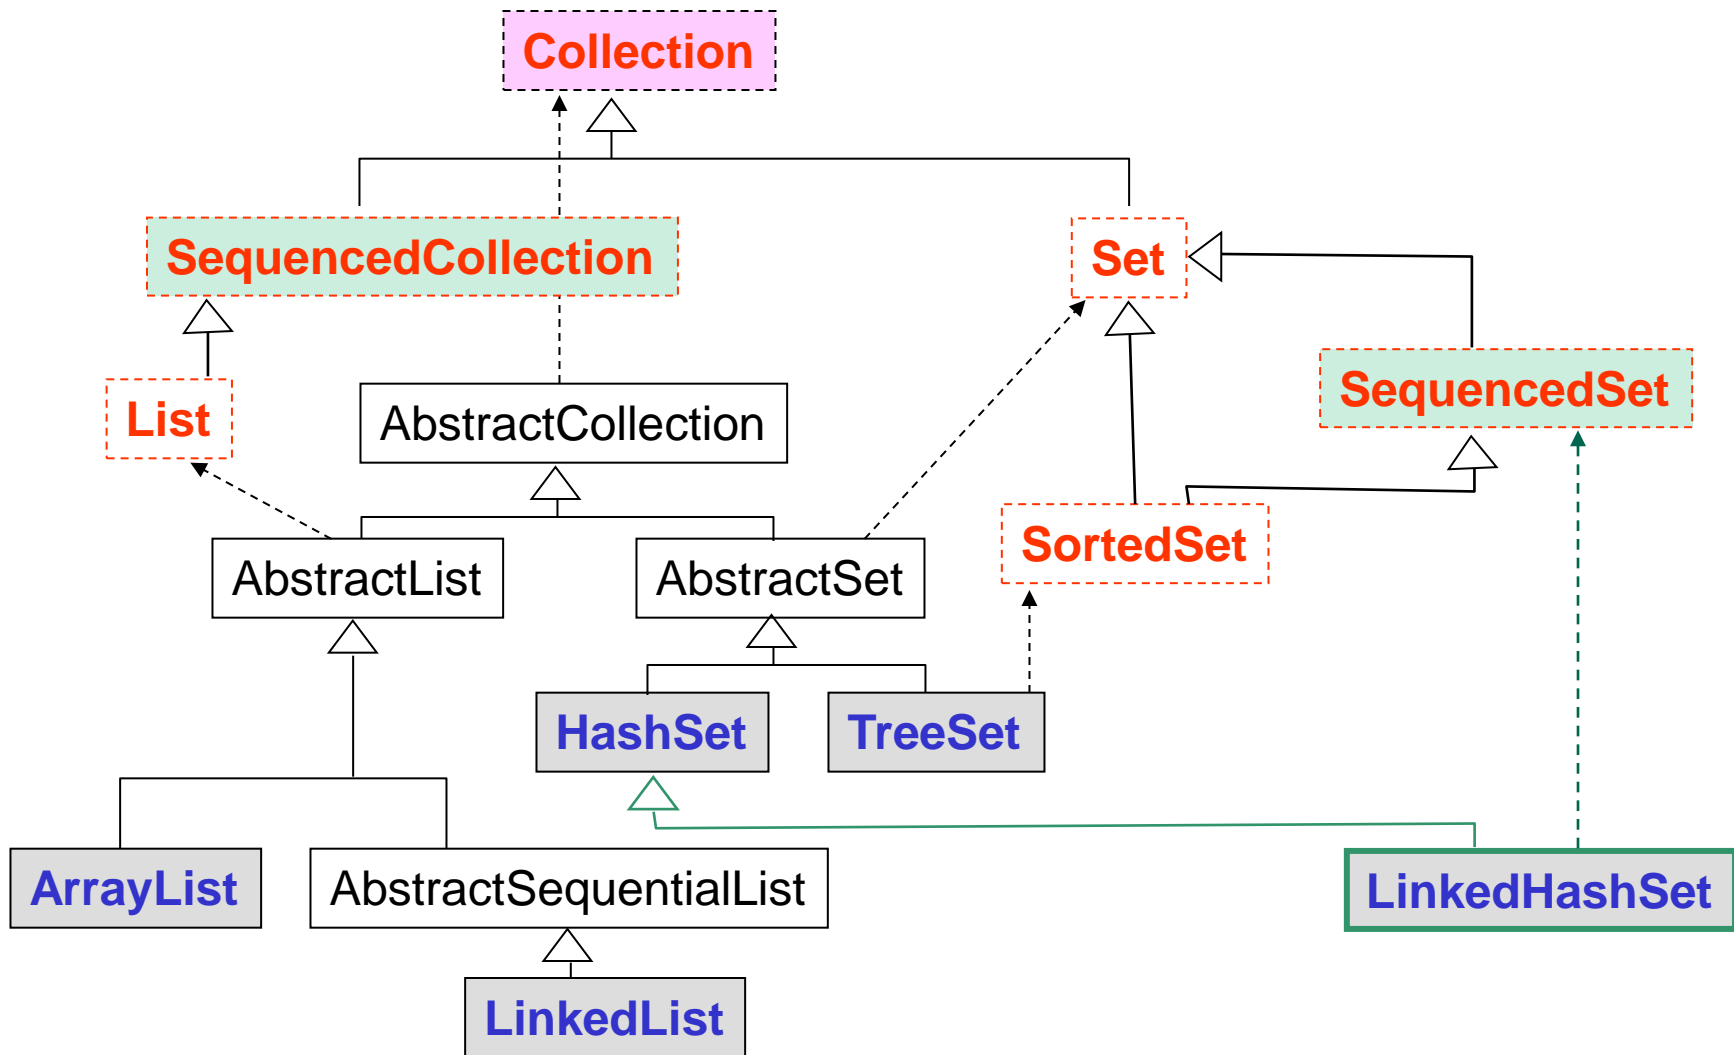 Collection
SequencedCollection
Set
SequencedSet
List
AbstractCollection
SortedSet
AbstractList
AbstractSet
HashSet
TreeSet
ArrayList
AbstractSequentialList
LinkedHashSet
LinkedList